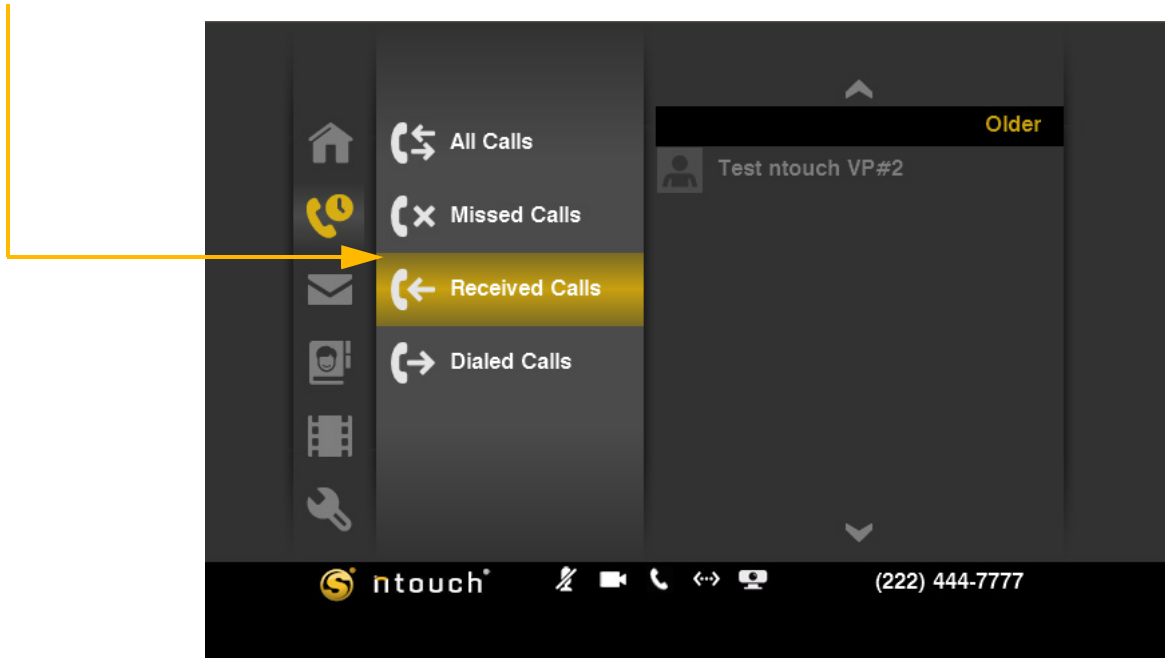 Older
All Calls
Test ntouch VP#2
Missed Calls
Received Calls
Dialed Calls
S ntouch (222) 444-7777